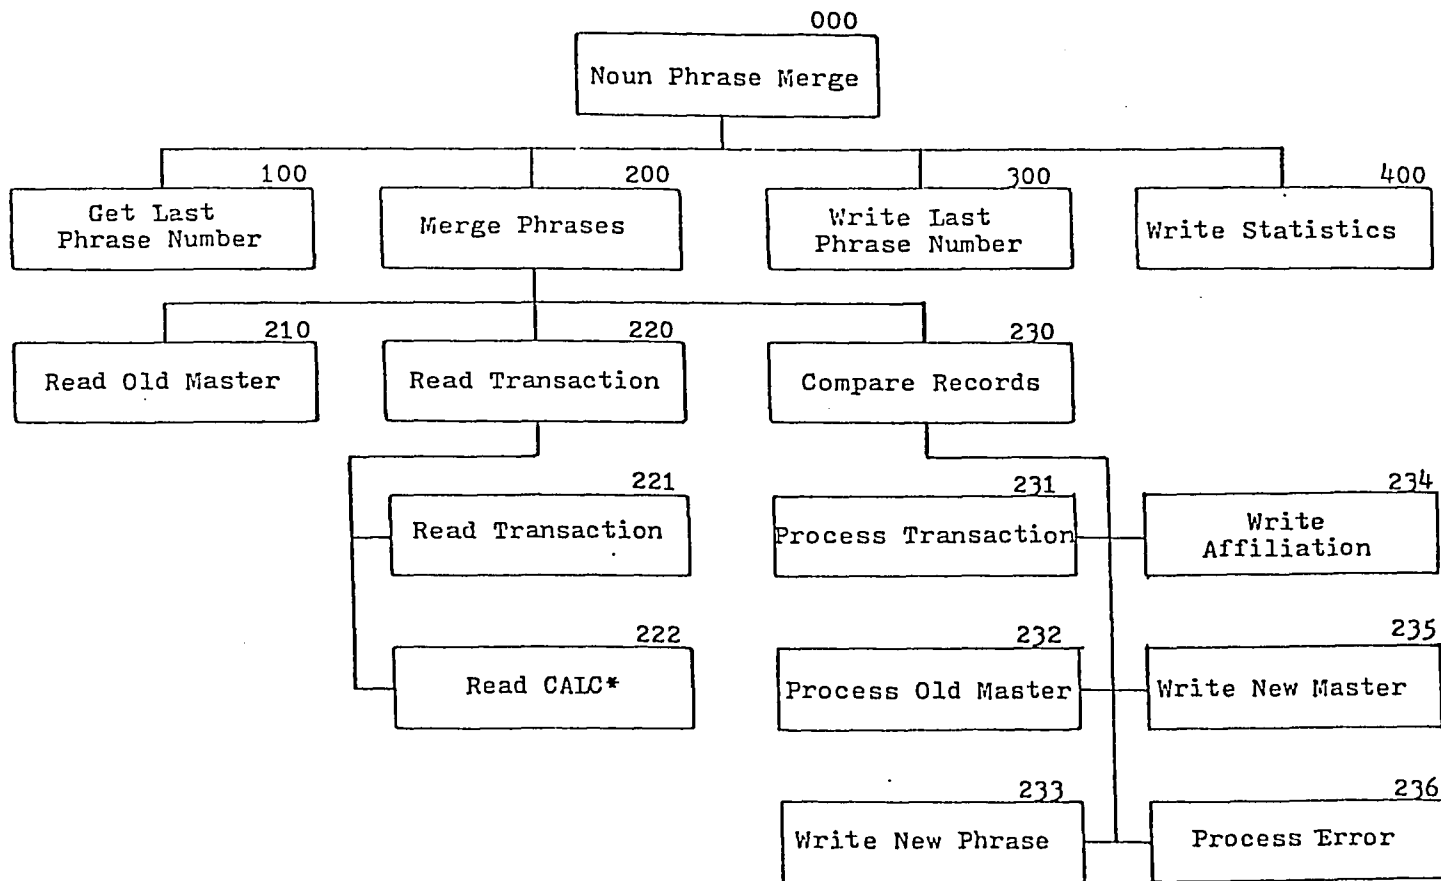 000
Noun Phrase Merge
100
Get Last
Phrase Number
200
Merge Phrases
300
Write Last
Phrase Number
400
Write Statistics
210
Read Old Master
220
Read Transaction
230
Compare Records
221
Read Transaction
231
Process Transaction
234
Write
Affiliation
222
Read CALC*
232
Process Old Master
235
Write New Master
233
Write New Phrase
236
Process Error